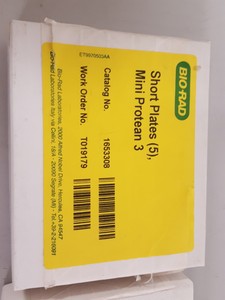 BIO-RAD
Short Plates (5),
Mini Protean 3
Catalog No. 1653308
Work Order No. T019179
Bio-Rad Laboratories, 2000 Alfred Nobel Drive, Hercules, CA 94547